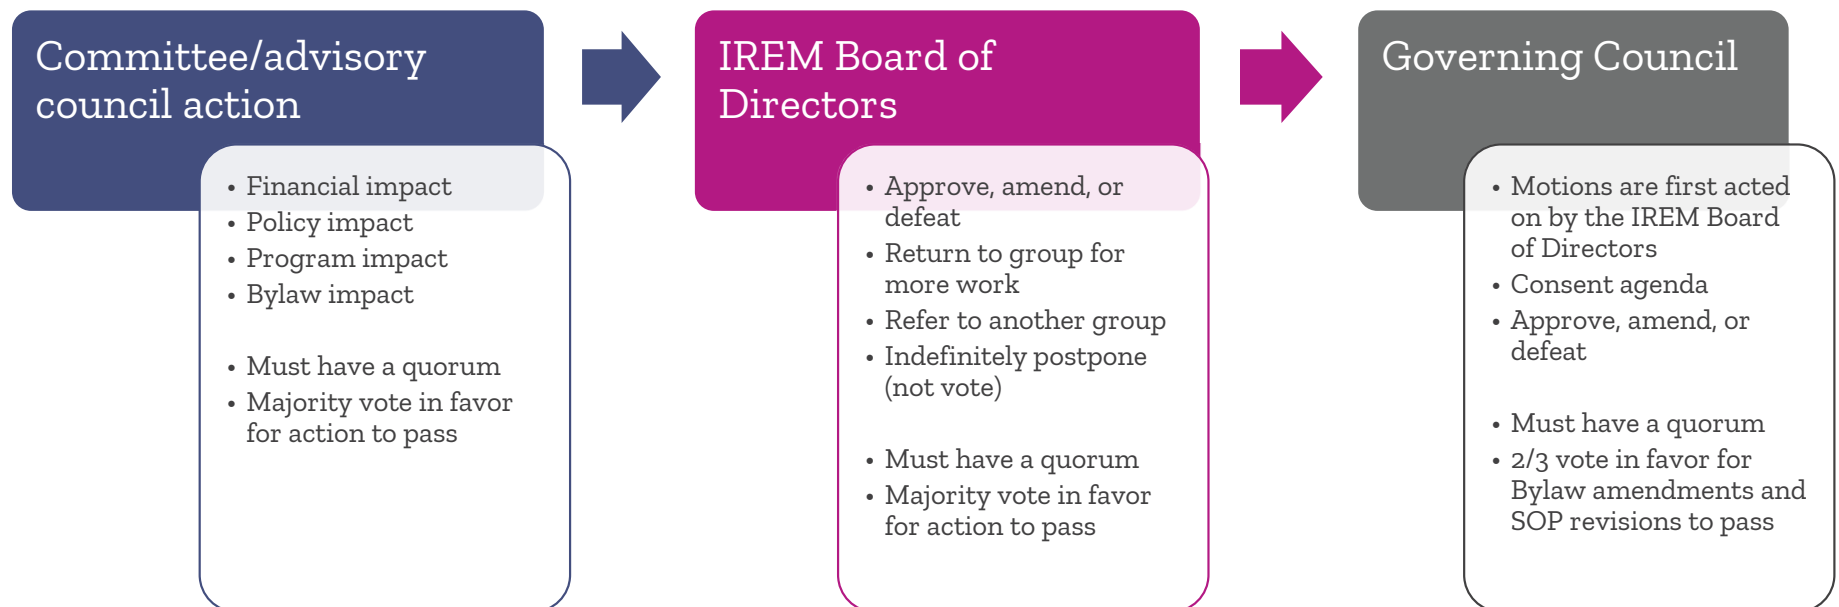 Committee/advisory
council action
• Financial impact
• Policy impact
• Program impact
• Bylaw impact
• Must have a quorum
• Majority vote in favor
for action to pass
IREM Board of
Directors
• Approve, amend, or
defeat
• Return to group for
more work
• Refer to another group
• Indefinitely postpone
(not vote)
• Must have a quorum
• Majority vote in favor
for action to pass
Governing Council
• Motions are first acted
on by the IREM Board
of Directors
• Consent agenda
• Approve, amend, or
defeat
• Must have a quorum
• 2/3 vote in favor for
Bylaw amendments and
SOP revisions to pass